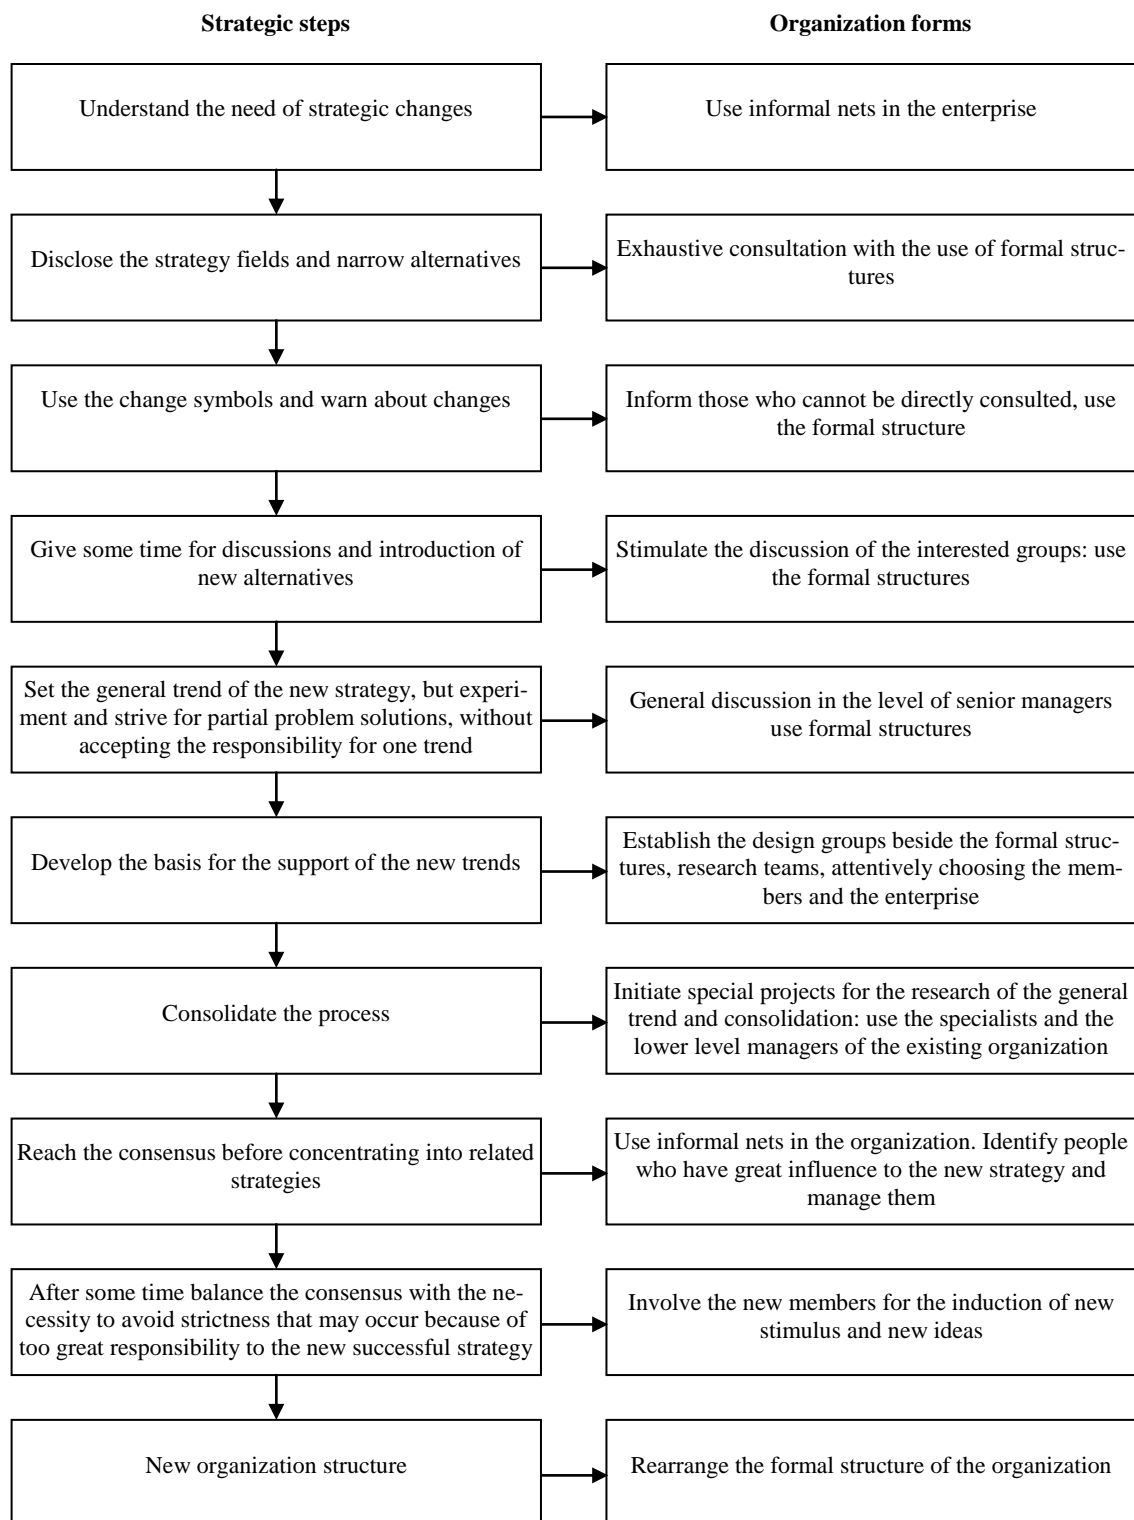 Strategic steps
Organization forms
Understand the need of strategic changes
Use informal nets in the enterprise
Disclose the strategy fields and narrow alternatives
Exhaustive consultation with the use of formal struc-
tures
Use the change symbols and warn about changes
Inform those who cannot be directly consulted, use
the formal structure
Give some time for discussions and introduction of
new alternatives
Stimulate the discussion of the interested groups: use
the formal structures
Set the general trend of the new strategy, but experi-
ment and strive for partial problem solutions, without
accepting the responsibility for one trend
General discussion in the level of senior managers
use formal structures
Develop the basis for the support of the new trends
Establish the design groups beside the formal struc-
tures, research teams, attentively choosing the mem-
bers and the enterprise
Consolidate the process
Initiate special projects for the research of the general
trend and consolidation: use the specialists and the
lower level managers of the existing organization
Reach the consensus before concentrating into related
strategies
Use informal nets in the organization. Identify people
who have great influence to the new strategy and
manage them
After some time balance the consensus with the ne-
cessity to avoid strictness that may occur because of
too great responsibility to the new successful strategy
Involve the new members for the induction of new
stimulus and new ideas
New organization structure
Rearrange the formal structure of the organization